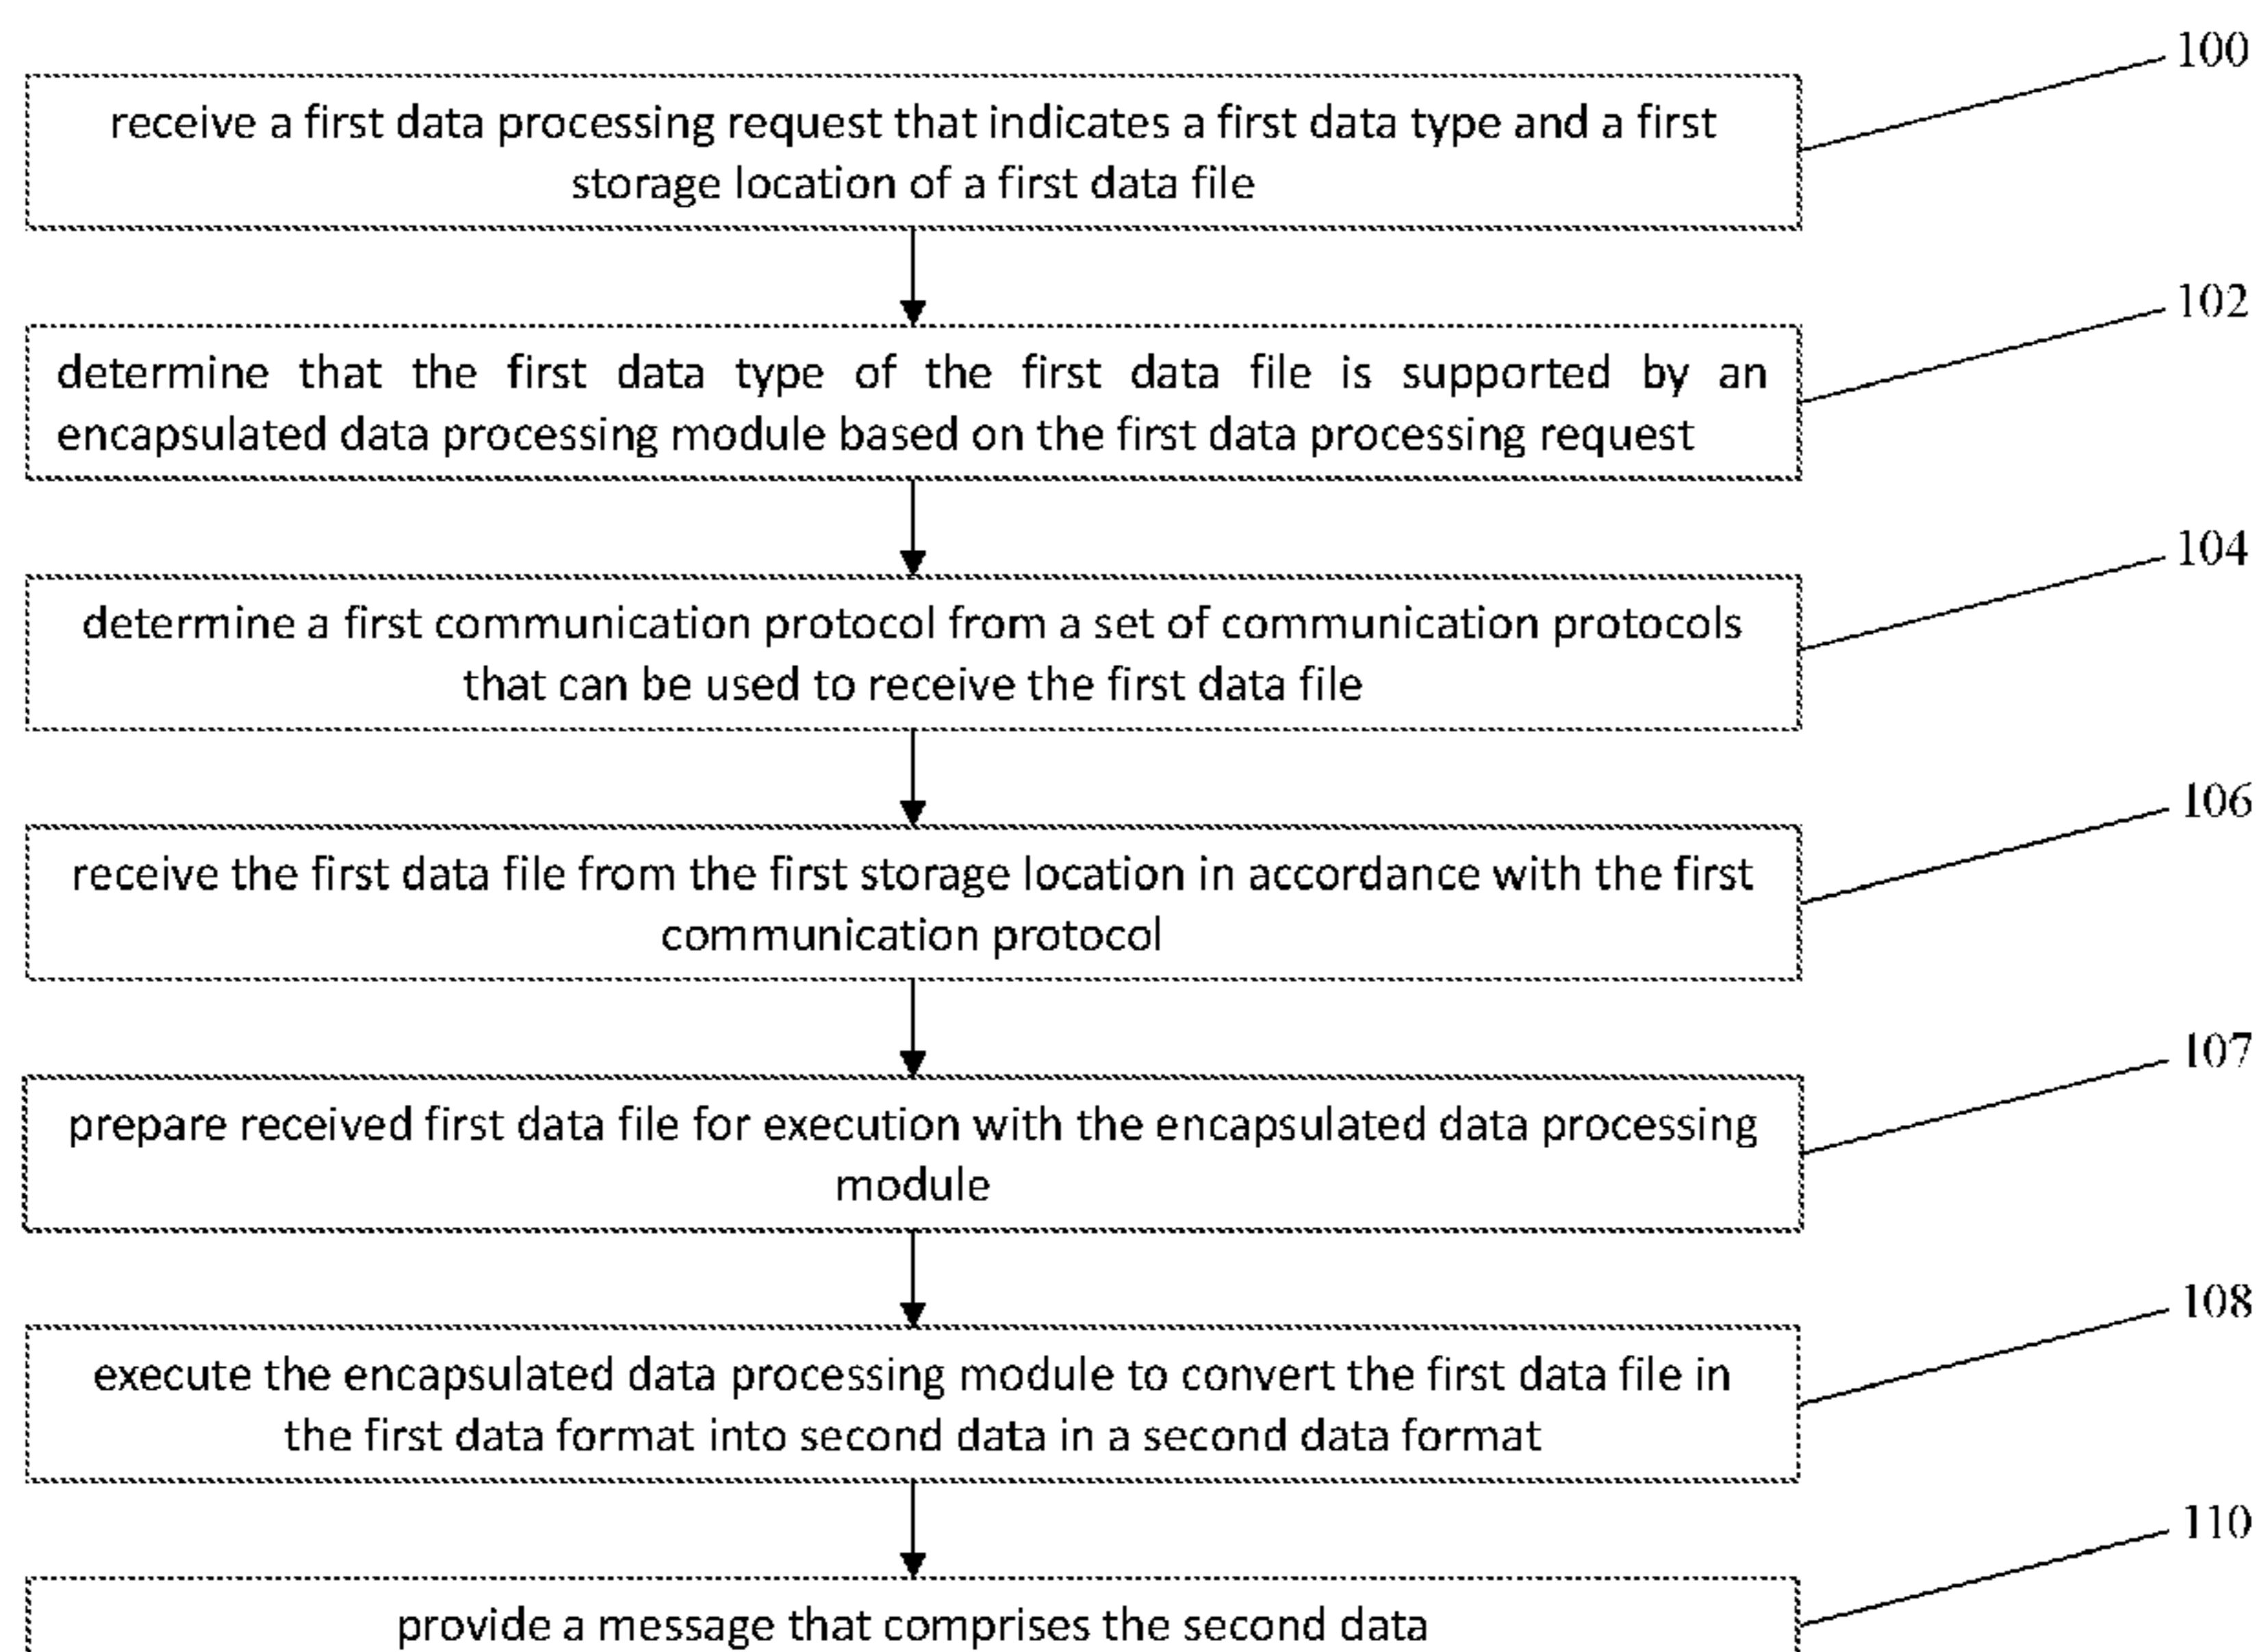 100
receive a first data processing request that indicates a first data type and a first
storage location of a first data file
102
determine that the first data type of the first data file is supported by an
encapsulated data processing module based on the first data processing request
104
determine a first communication protocol from a set of communication protocols
that can be used to receive the first data file
106
receive the first data file from the first storage location in accordance with the first
communication protocol
107
prepare received first data file for execution with the encapsulated data processing
module
108
execute the encapsulated data processing module to convert the first data file in
the first data format into second data in a second data format
110
provide a message that comprises the second data